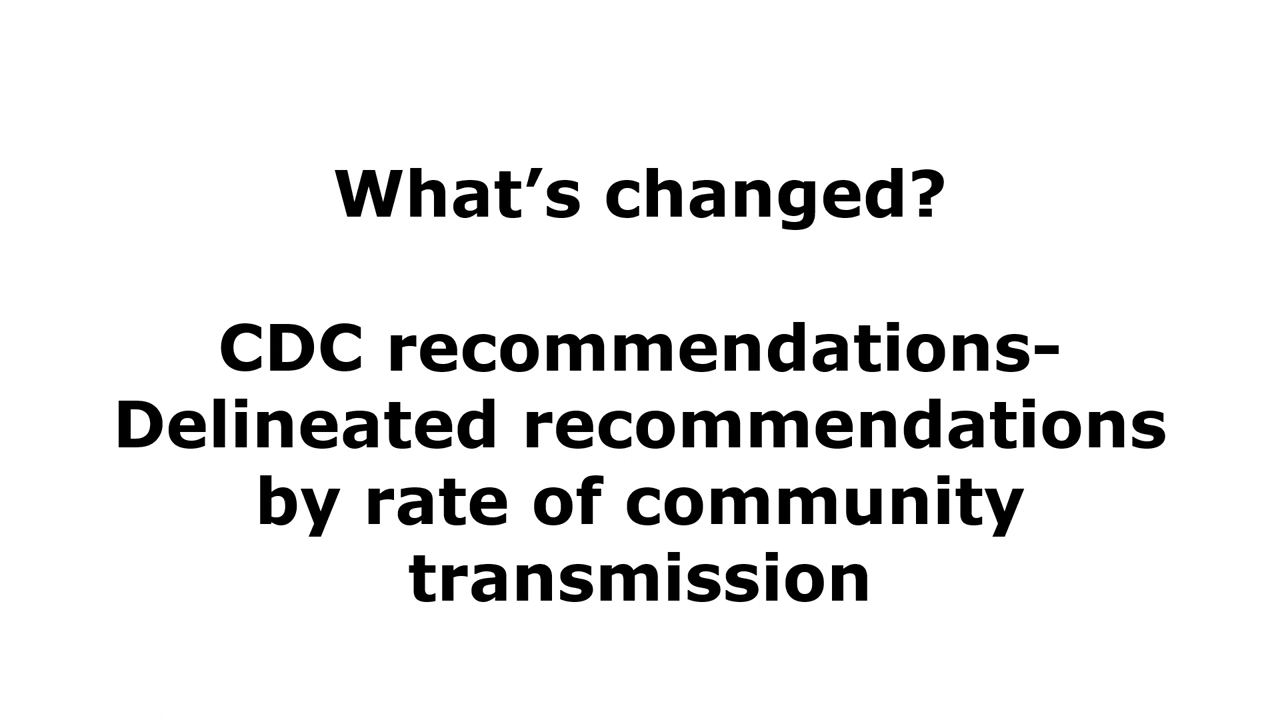 What’s changed?
CDC recommendations-
Delineated recommendations
by rate of community
transmission